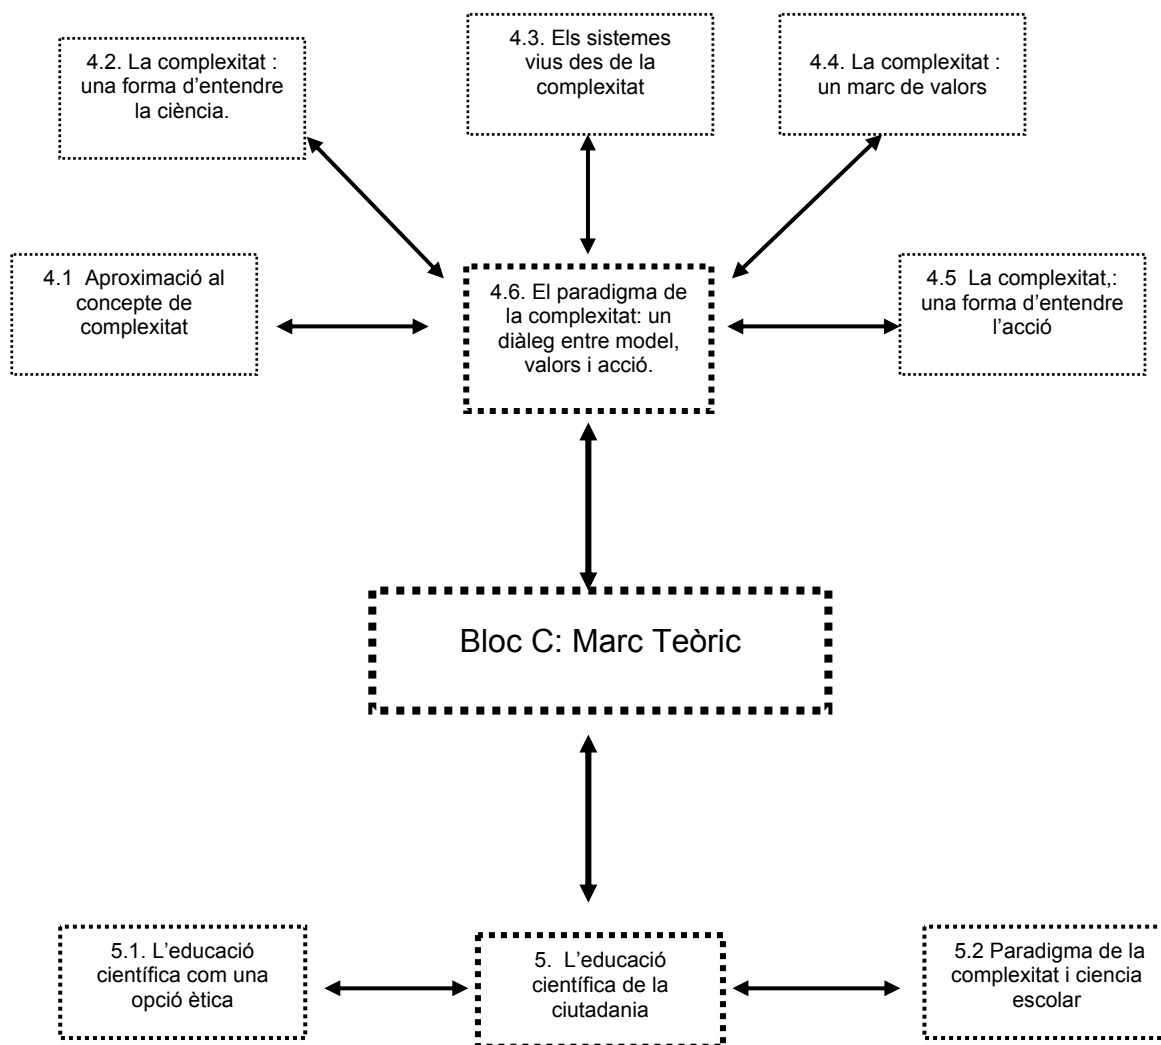 4.2. La complexitat :
una forma d’entendre
la ciència.
4.3. Els sistemes
vius des de la
complexitat
4.4. La complexitat :
un marc de valors
4.1 Aproximació al
concepte de
complexitat
4.6. El paradigma de
la complexitat: un
diàleg entre model,
valors i acció.
4.5 La complexitat,:
una forma d’entendre
l’acció
Bloc C: Marc Teòric
5.1. L’educació
científica com una
opció ètica
5. L’educació
científica de la
ciutadania
5.2 Paradigma de la
complexitat i ciencia
escolar